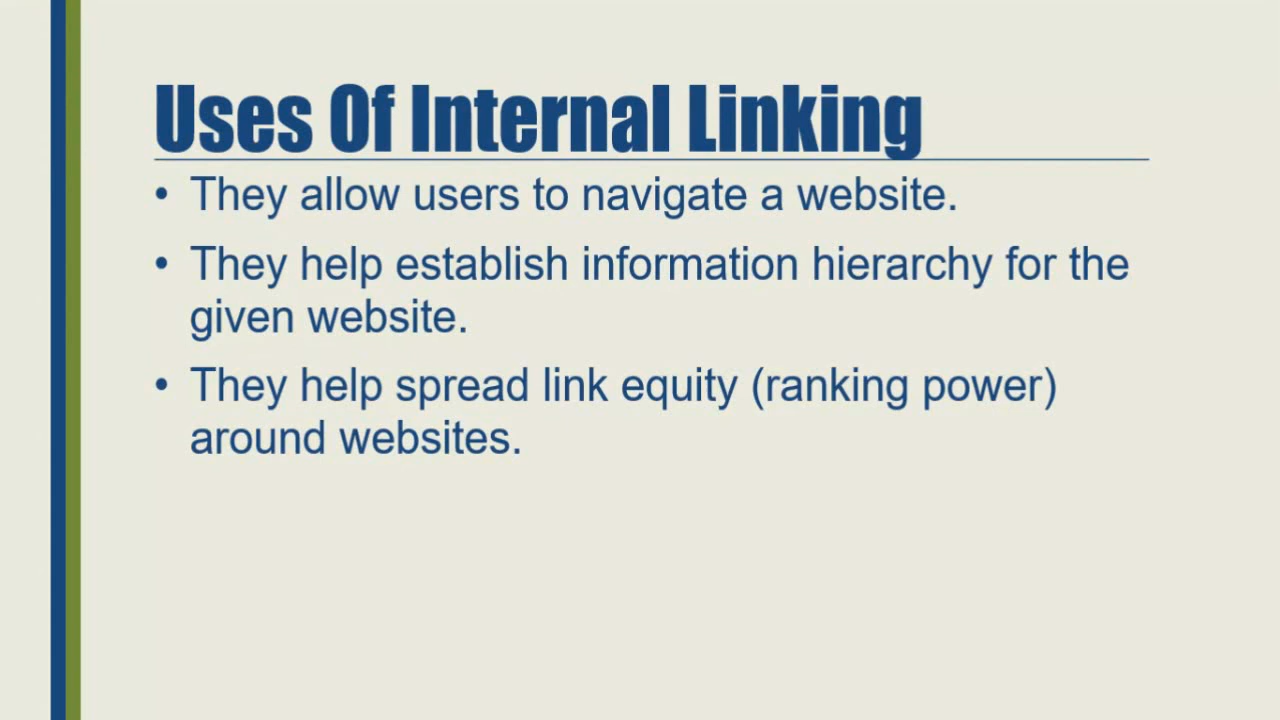 Uses Of Internal Linking
• They allow users to navigate a website.
• They help establish information hierarchy for the
given website.
• They help spread link equity (ranking power)
around websites.